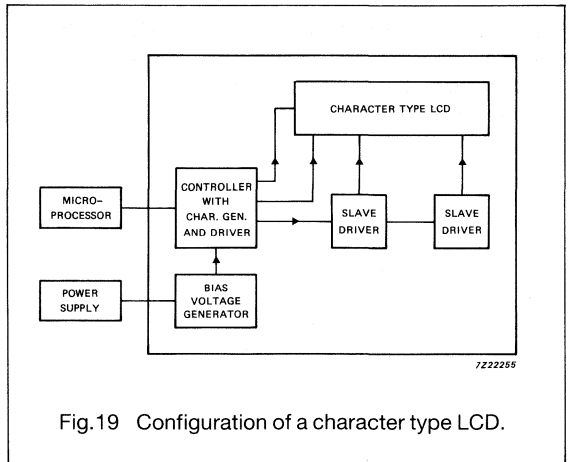 CHARACTER TYPE LCD
MICRO-
PROCESSOR
CONTROLLER
WITH
CHAR. GEN.
AND DRIVER
SLAVE
DRIVER
SLAVE
DRIVER
POWER
SUPPLY
BIAS
VOLTAGE
GENERATOR
7Z22255
Fig.19 Configuration of a character type LCD.